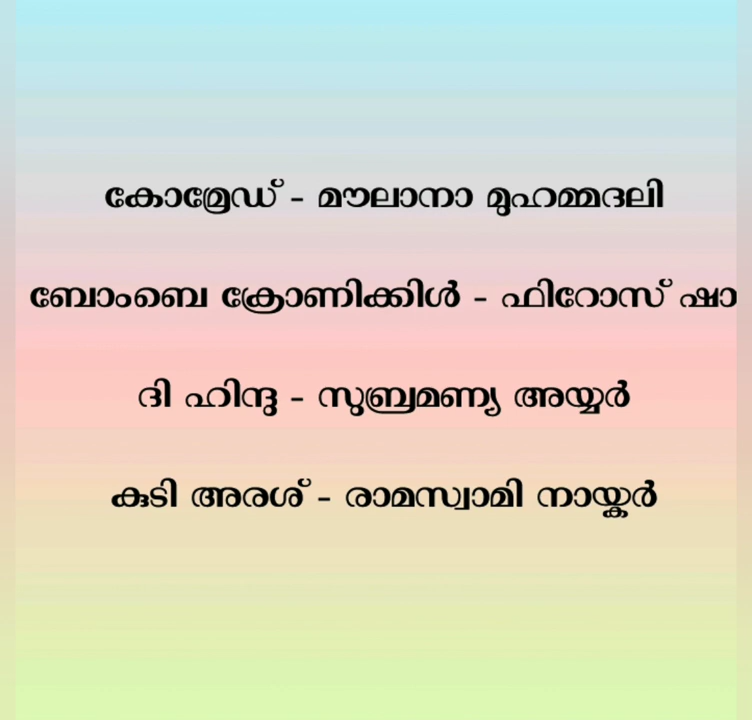 കോമ്രേഡ് - മൗലാനാ മുഹമ്മദലി
ബോംബെ ക്രോണിക്കിൾ - ഫിറോസ് ഷാ
ദി ഹിന്ദു - സുബ്രമണ്യ അയ്യർ
കുടി അരശ് - രാമസ്വാമി നായ്കർ